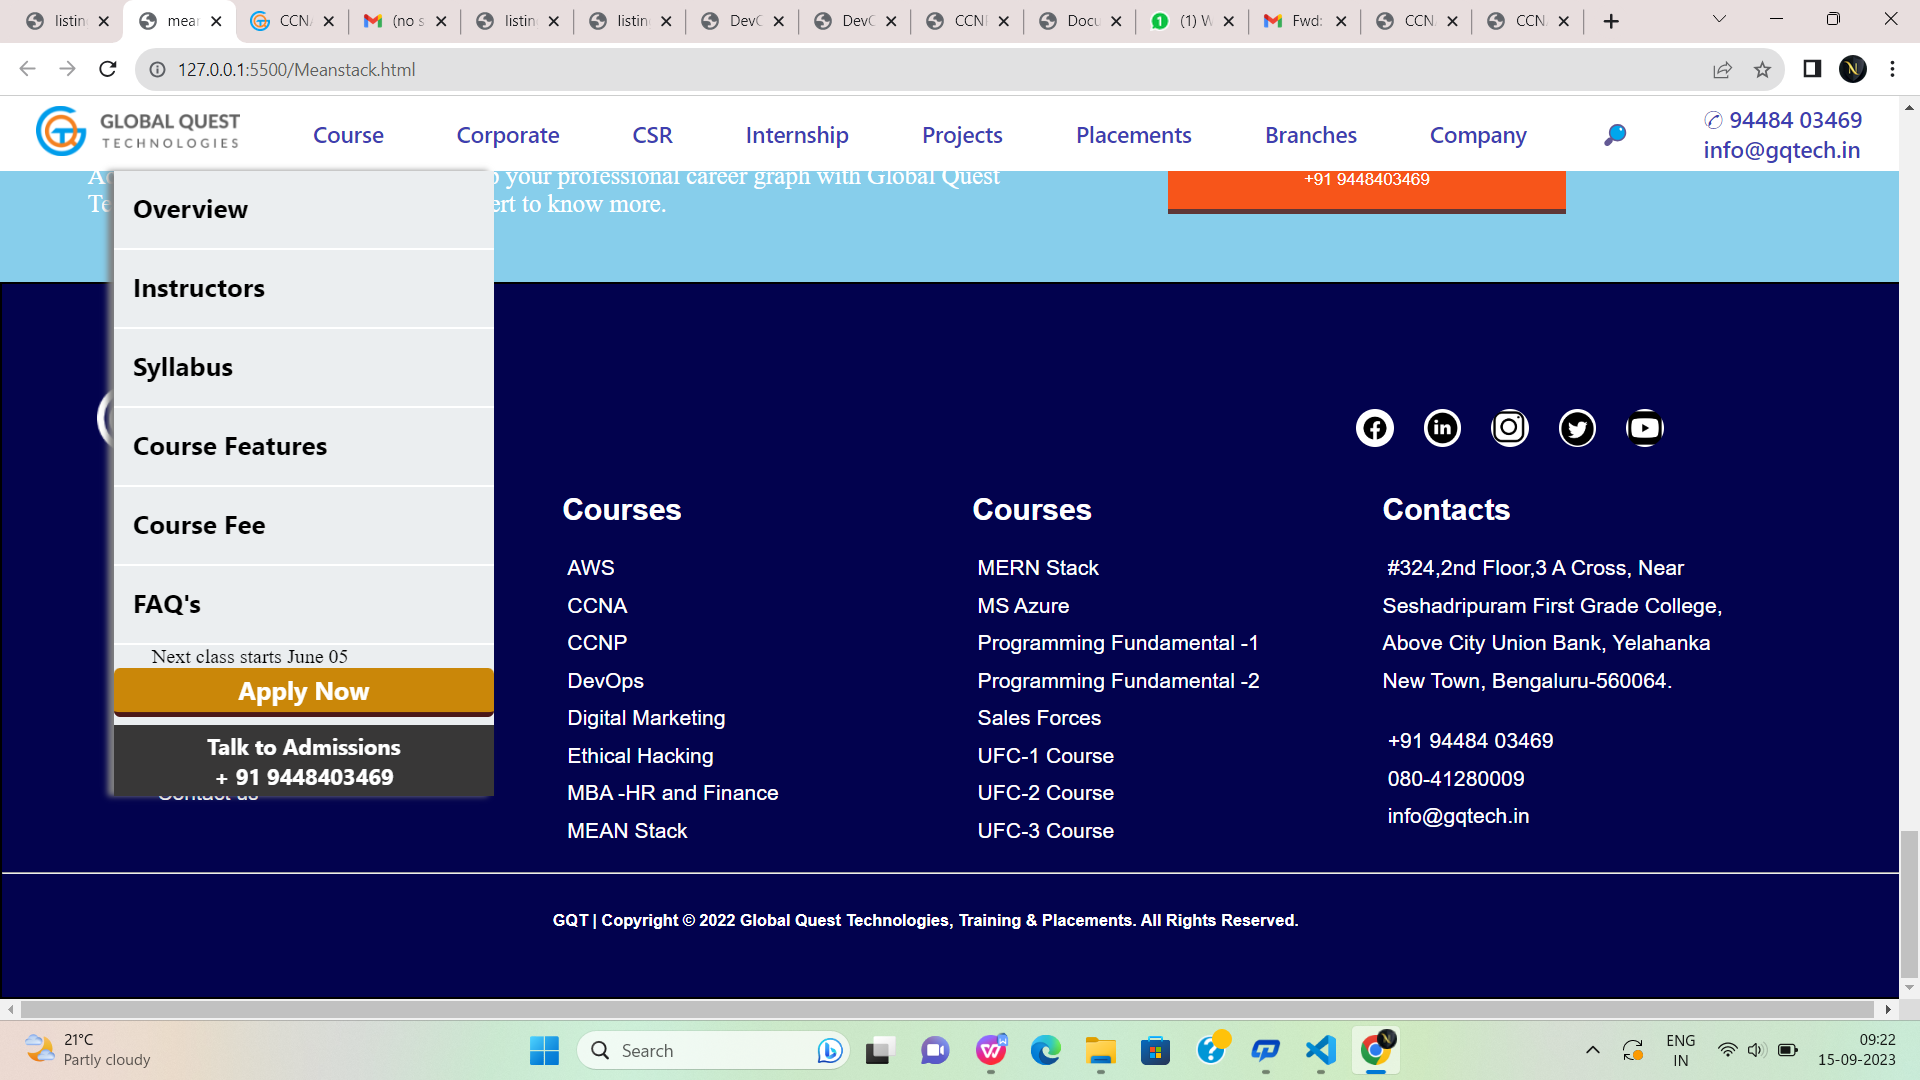 listin
mear
CCN
(no s
listin
listin
DevC
DevC
CCN
Docu
(1) W
Fwd:
CCN
CCN
127.0.0.1:5500/Meanstack.html
GLOBAL QUEST
TECHNOLOGIES
Course
Corporate
CSR
Internship
Projects
Placements
Branches
Company
94484 03469
info@gqtech.in
your professional career graph with Global Quest
Te
ert to know more.
+91 9448403469
Overview
Instructors
Syllabus
Course Features
Course Fee
FAQ's
Next class starts June 05
Apply Now
Talk to Admissions
+ 91 9448403469
Courses
AWS
CCNA
CCNP
DevOps
Digital Marketing
Ethical Hacking
MBA -HR and Finance
MEAN Stack
Courses
MERN Stack
MS Azure
Programming Fundamental -1
Programming Fundamental -2
Sales Forces
UFC-1 Course
UFC-2 Course
UFC-3 Course
Contacts
#324,2nd Floor,3 A Cross, Near
Seshadripuram First Grade College,
Above City Union Bank, Yelahanka
New Town, Bengaluru-560064.
+91 94484 03469
080-41280009
info@gqtech.in
GQT | Copyright © 2022 Global Quest Technologies, Training & Placements. All Rights Reserved.
21°C
Partly cloudy
Search
ENG
IN
09:22
15-09-2023